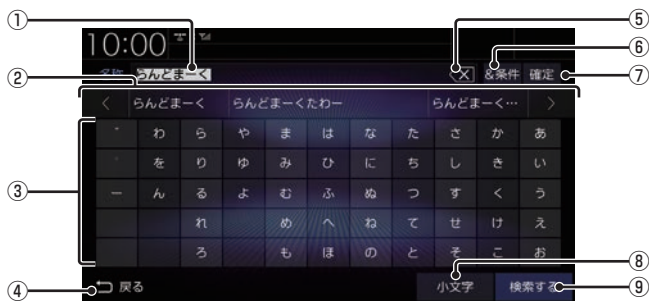 ①
⑤
⑥
10:00
②
名称 らんどまーく
&条件 確定
⑦
らんどまーく らんどまーくたわー らんどまーく…
③
゛ わ ら や ま は な た さ か あ
゜ を り ゆ み ひ に ち し き い
ー ん る よ む ふ ぬ つ す く う
れ め へ ね て せ け え
ろ も ほ の と そ こ お
⑧
④
戻る
小文字 検索する
⑨